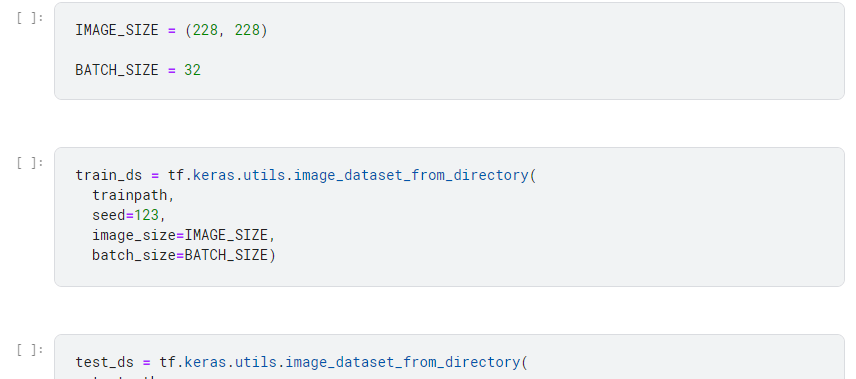 [ ]:
IMAGE_SIZE = (228, 228)
BATCH_SIZE = 32
[ ]:
train_ds = tf.keras.utils.image_dataset_from_directory(
trainpath,
seed=123,
image_size=IMAGE_SIZE,
batch_size=BATCH_SIZE)
[ ]:
test_ds = tf.keras.utils.image_dataset_from_directory(